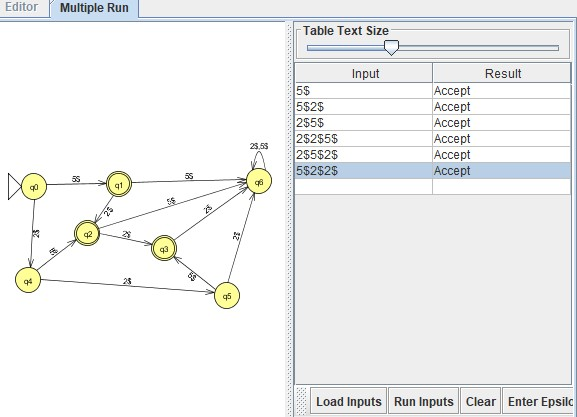 Editor
Multiple Run
Table Text Size
Input Result
5$ Accept
5$2$ Accept
2$5$ Accept
2$2$5$ Accept
2$5$2$ Accept
5$2$2$ Accept
2$,5$
q0
5$
q1
5$
q6
2$
2$
5$
2$
q2
2$
q3
5$
q4
2$
5$
2$
q5
Load Inputs
Run Inputs
Clear
Enter Epsilo